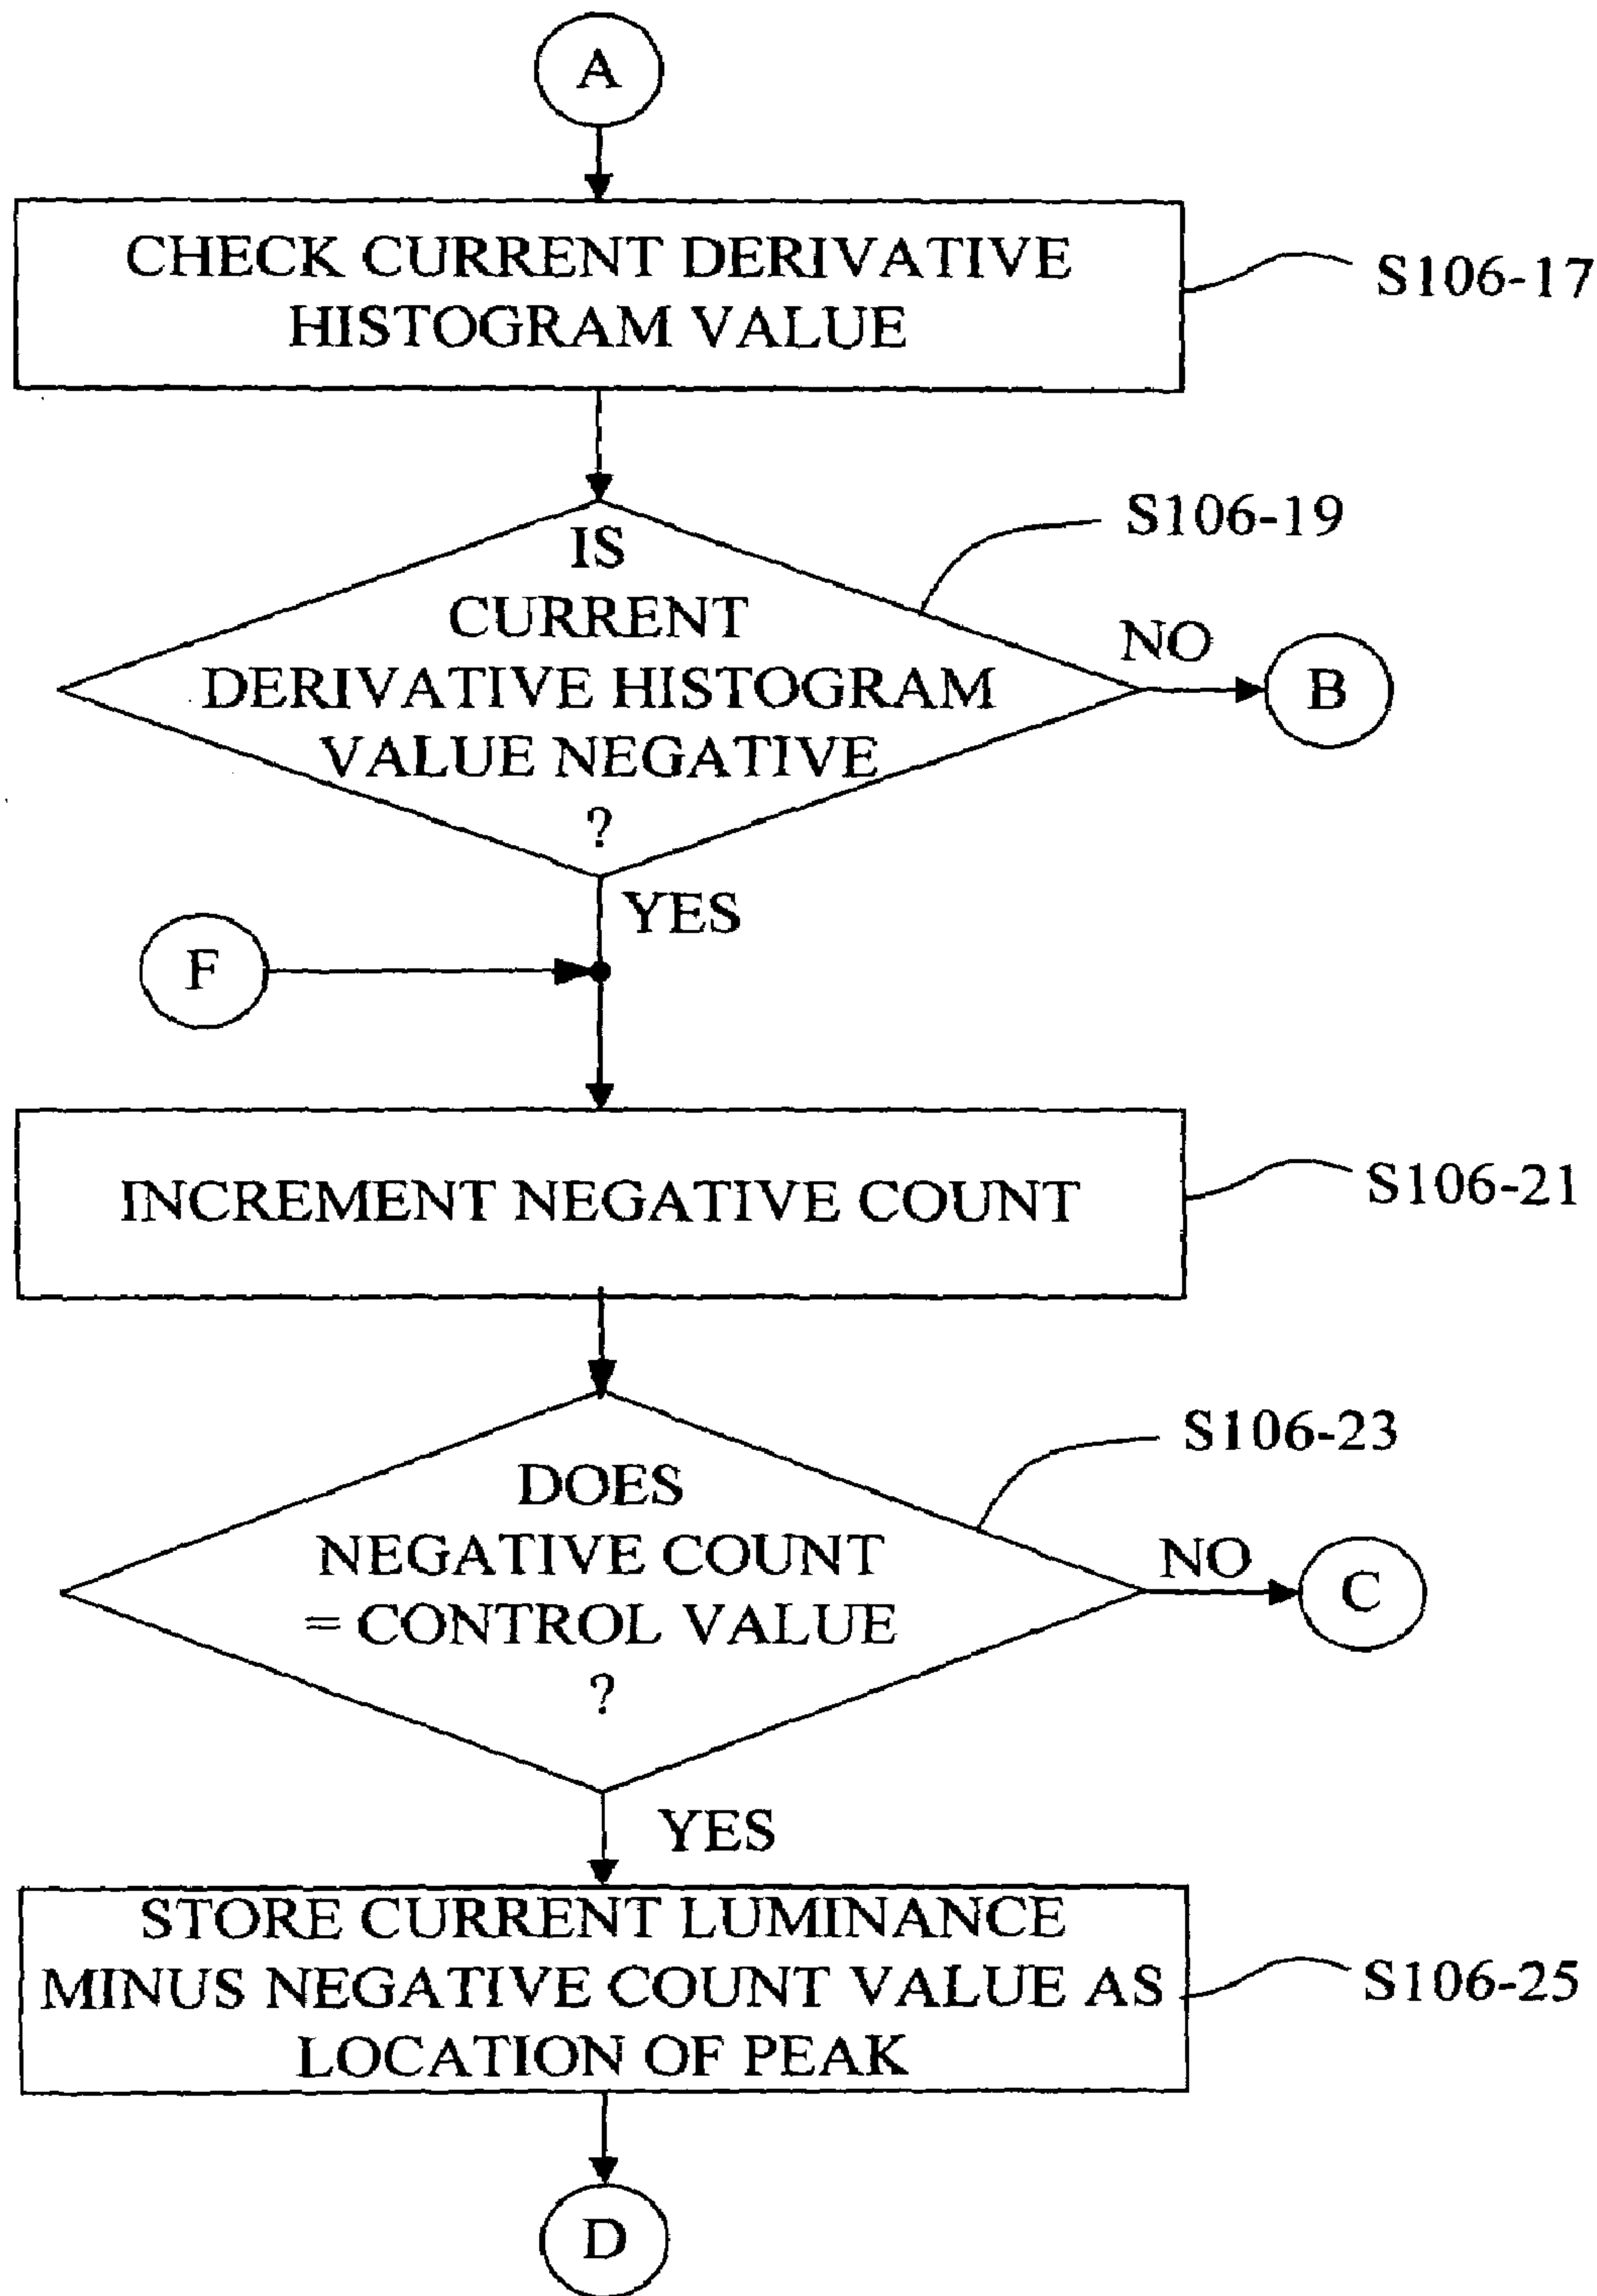 A
CHECK CURRENT DERIVATIVE
HISTOGRAM VALUE
S106-17
S106-19
IS
CURRENT
DERIVATIVE HISTOGRAM
VALUE NEGATIVE
?
NO
B
YES
F
INCREMENT NEGATIVE COUNT
S106-21
S106-23
DOES
NEGATIVE COUNT
= CONTROL VALUE
?
NO
C
YES
STORE CURRENT LUMINANCE
MINUS NEGATIVE COUNT VALUE AS
LOCATION OF PEAK
S106-25
D